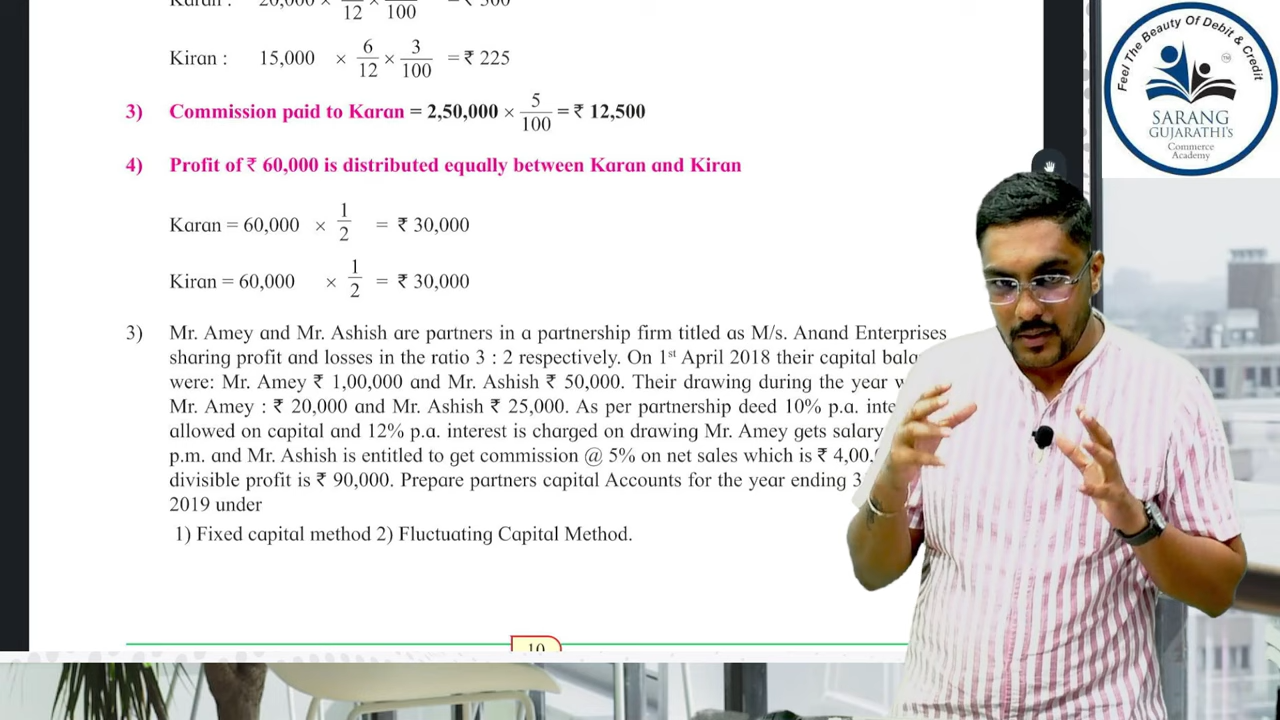 20,000 ×
12 100
Kiran : 15,000 × 6/12 × 3/100 = ₹ 225
3) Commission paid to Karan = 2,50,000 × 5/100 = ₹ 12,500
4) Profit of ₹ 60,000 is distributed equally between Karan and Kiran
Karan = 60,000 × 1/2 = ₹ 30,000
Kiran = 60,000 × 1/2 = ₹ 30,000
3) Mr. Amey and Mr. Ashish are partners in a partnership firm titled as M/s. Anand Enterprises
sharing profit and losses in the ratio 3 : 2 respectively. On 1st April 2018 their capital
were: Mr. Amey ₹ 1,00,000 and Mr. Ashish ₹ 50,000. Their drawing during the year
Mr. Amey : ₹ 20,000 and Mr. Ashish ₹ 25,000. As per partnership deed 10% p.a.
allowed on capital and 12% p.a. interest is charged on drawing Mr. Amey gets salary
p.m. and Mr. Ashish is entitled to get commission @ 5% on net sales which is ₹
divisible profit is ₹ 90,000. Prepare partners capital Accounts for the year ending
2019 under
1) Fixed capital method 2) Fluctuating Capital Method.
10
Feel The Beauty Of Debit & Credit
TM
SARANG
GUJARATHI'S
Commerce
Academy